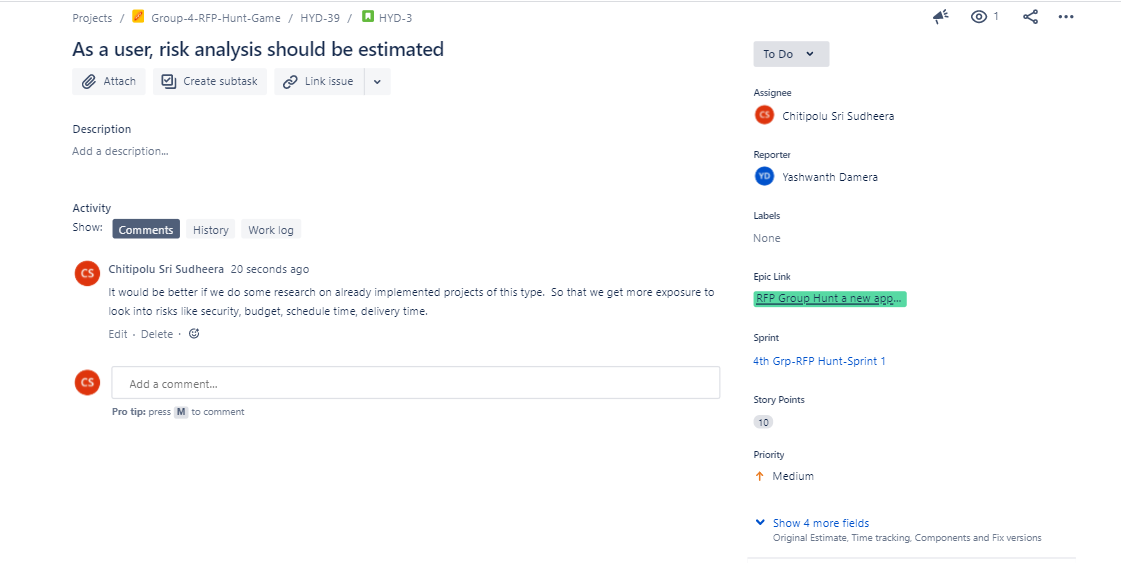 Projects / Group-4-RFP-Hunt-Game / HYD-39 / HYD-3
1
As a user, risk analysis should be estimated
Attach
Create subtask
Link issue
Description
Add a description...
Activity
Show:
Comments
History
Work log
CS
Chitipolu Sri Sudheera 20 seconds ago
It would be better if we do some research on already implemented projects of this type. So that we get more exposure to
look into risks like security, budget, schedule time, delivery time.
Edit · Delete ·
CS
Add a comment...
Pro tip: press M to comment
To Do
Assignee
CS Chitipolu Sri Sudheera
Reporter
YD Yashwanth Damera
Labels
None
Epic Link
RFP Group Hunt a new app...
Sprint
4th Grp-RFP Hunt-Sprint 1
Story Points
10
Priority
Medium
Show 4 more fields
Original Estimate, Time tracking, Components and Fix versions